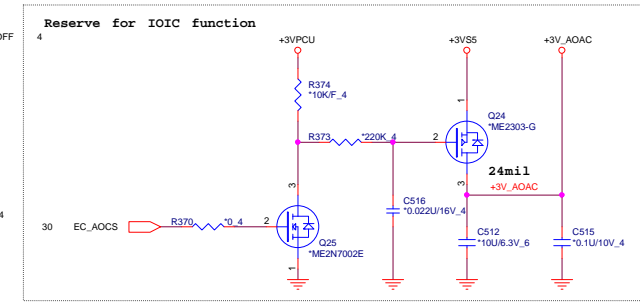 Reserve for IOIC function
OFF
4
+3VPCU
+3VS5
+3V_AOAC
R374
*10K/F_4
1
Q24
*ME2303-G
R373
*220K_4
2
24mil
3
+3V_AOAC
3
C516
*0.022U/16V_4
4
30
EC_AOCS
R370
*0_4
2
C512
*10U/6.3V_6
C515
*0.1U/10V_4
Q25
*ME2N7002E
1